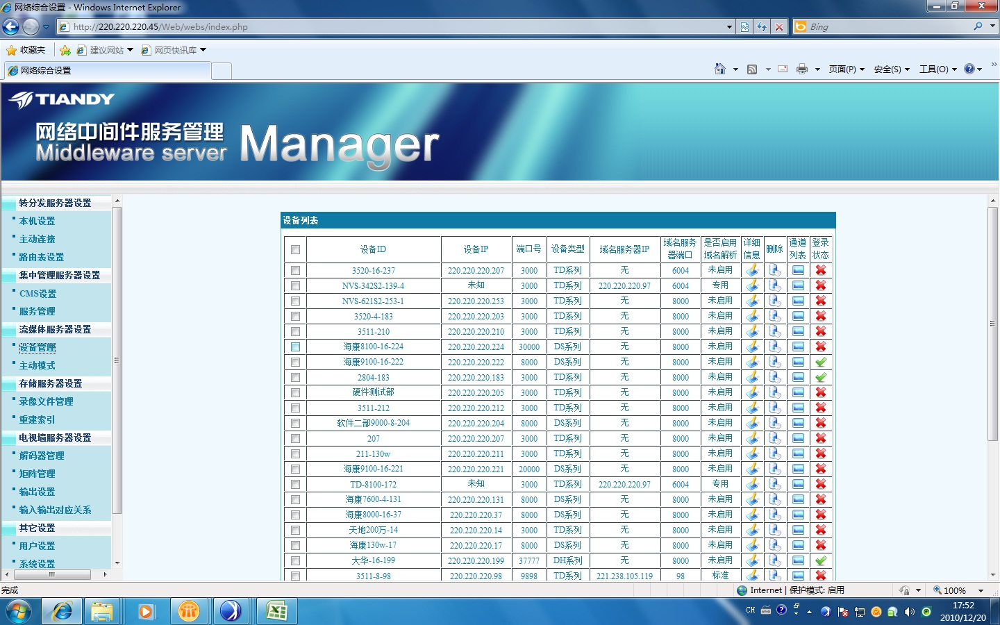 网络综合设置 - Windows Internet Explorer
http://220.220.220.45/Web/webs/index.php
Bing
收藏夹 建议网站 网页快讯库
网络综合设置
页面(P) 安全(S) 工具(O)
TIANDY
网络中间件服务管理
Middleware server
Manager
转分发服务器设置
本机设置
主动连接
路由表设置
集中管理服务器设置
CMS设置
服务管理
流媒体服务器设置
设备管理
主动模式
存储服务器设置
录像文件管理
重建索引
电视墙服务器设置
解码器管理
矩阵管理
输出设置
输入输出对应关系
其它设置
用户设置
系统设置
设备列表
设备ID 设备IP 端口号 设备类型 域名服务器IP 域名服务器端口 是否启用域名解析 详细信息 删除 通道列表 登录状态
3520-16-237 220.220.220.207 3000 TD系列 无 6004 未启用
NVS-342S2-139-4 未知 3000 TD系列 220.220.220.97 6004 专用
NVS-621S2-253-1 220.220.220.253 3000 TD系列 无 8000 未启用
3520-4-183 220.220.220.203 3000 TD系列 无 8000 未启用
3511-210 220.220.220.210 3000 TD系列 无 8000 未启用
海康8100-16-224 220.220.220.224 30000 DS系列 无 8000 未启用
海康9100-16-222 220.220.220.222 8000 DS系列 无 8000 未启用
2804-183 220.220.220.183 3000 TD系列 无 8000 未启用
硬件测试部 220.220.220.205 3000 TD系列 无 8000 未启用
3511-212 220.220.220.212 3000 TD系列 无 8000 未启用
软件二部9000-8-204 220.220.220.204 8000 DS系列 无 8000 未启用
207 220.220.220.207 3000 TD系列 无 8000 未启用
211-130w 220.220.220.211 3000 TD系列 无 8000 未启用
海康9100-16-221 220.220.220.221 20000 DS系列 无 8000 未启用
TD-8100-172 未知 3000 TD系列 220.220.220.97 6004 专用
海康7600-4-131 220.220.220.131 8000 DS系列 无 8000 未启用
海康8000-16-37 220.220.220.37 8000 DS系列 无 8000 未启用
天地200万-14 220.220.220.14 3000 TD系列 无 8000 未启用
海康130w-17 220.220.220.17 8000 DS系列 无 8000 未启用
大华-16-199 220.220.220.199 37777 DH系列 无 8000 未启用
3511-8-98 220.220.220.98 9898 TD系列 221.238.105.119 98 标准
完成
Internet | 保护模式: 启用
100%
CH
17:52
2010/12/20